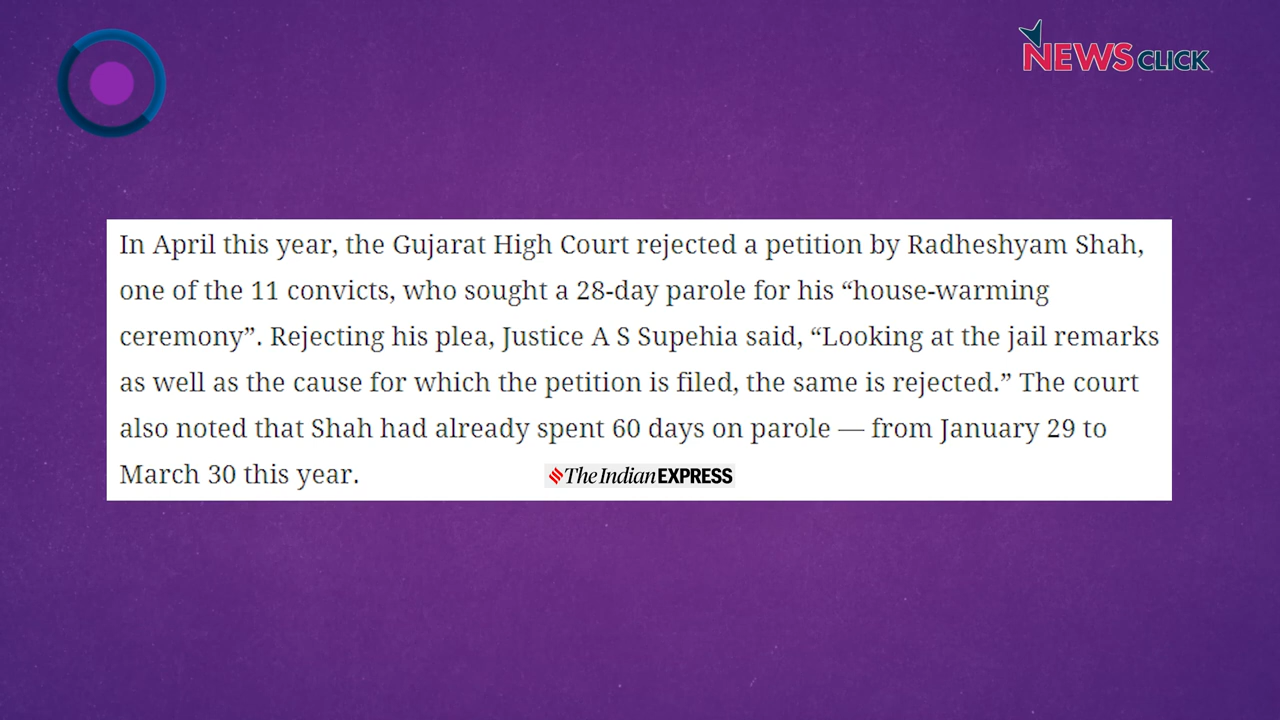 NEWS CLICK
In April this year, the Gujarat High Court rejected a petition by Radheshyam Shah,
one of the 11 convicts, who sought a 28-day parole for his “house-warming
ceremony”. Rejecting his plea, Justice A S Supehia said, “Looking at the jail remarks
as well as the cause for which the petition is filed, the same is rejected.” The court
also noted that Shah had already spent 60 days on parole — from January 29 to
March 30 this year.
The Indian EXPRESS